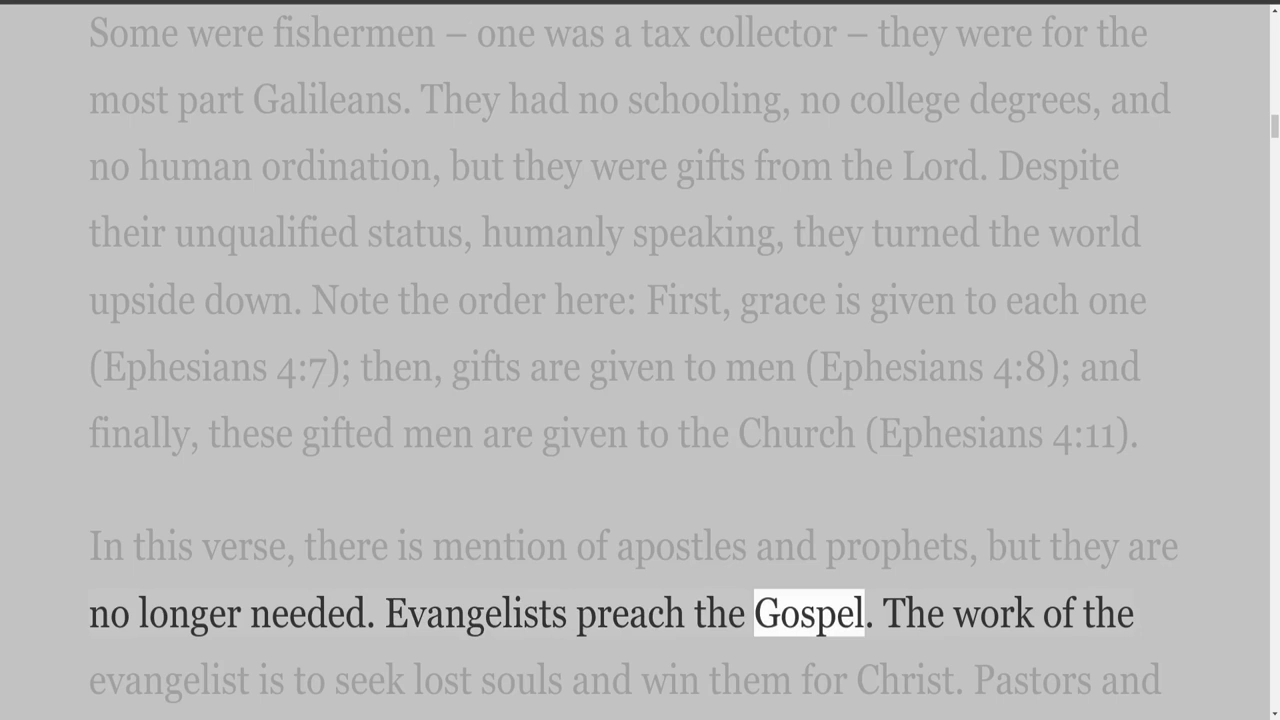 Some were fishermen – one was a tax collector – they were for the
most part Galileans. They had no schooling, no college degrees, and
no human ordination, but they were gifts from the Lord. Despite
their unqualified status, humanly speaking, they turned the world
upside down. Note the order here: First, grace is given to each one
(Ephesians 4:7); then, gifts are given to men (Ephesians 4:8); and
finally, these gifted men are given to the Church (Ephesians 4:11).
In this verse, there is mention of apostles and prophets, but they are
no longer needed. Evangelists preach the Gospel. The work of the
evangelist is to seek lost souls and win them for Christ. Pastors and